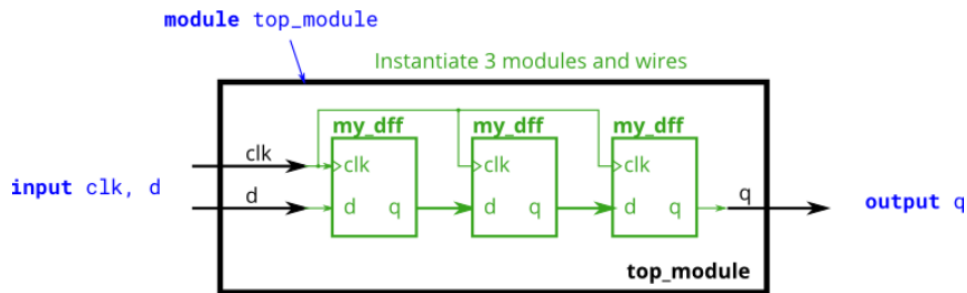 module top_module
Instantiate 3 modules and wires
my_dff my_dff my_dff
clk clk clk clk
input clk, d
d d q d q d q q
output q
top_module